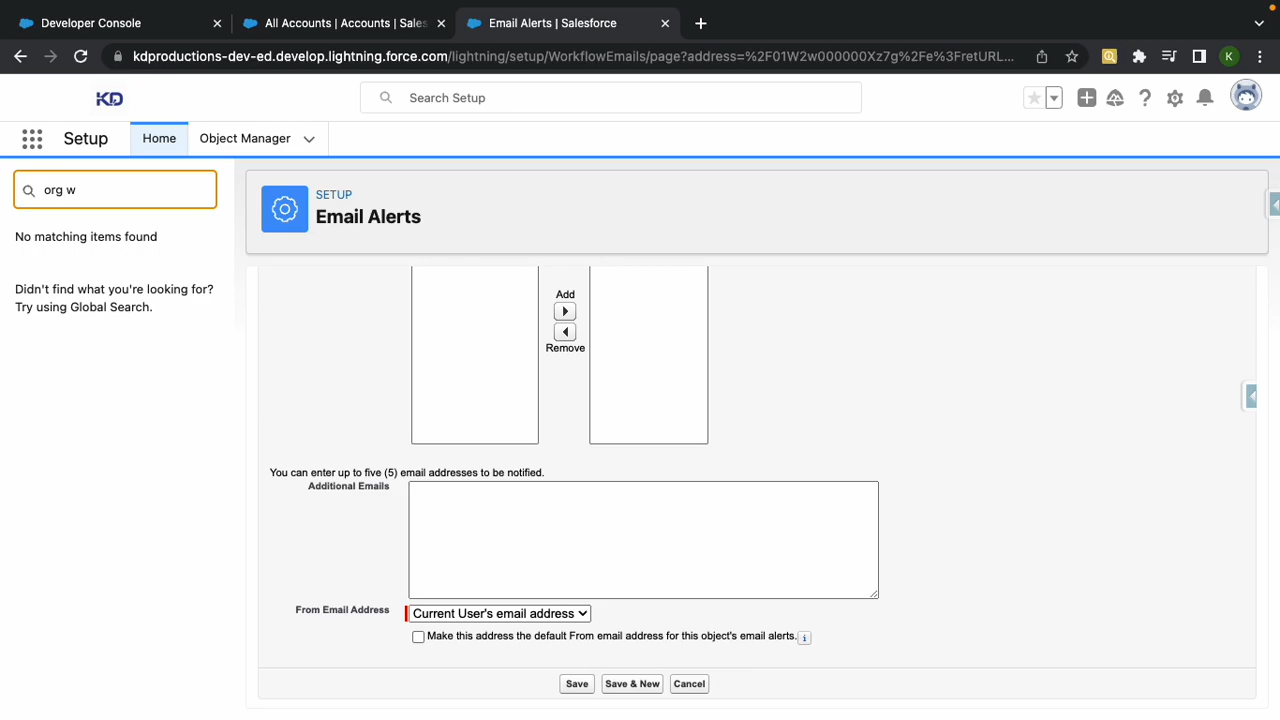 Developer Console
All Accounts | Accounts | Sales
Email Alerts | Salesforce
kdproductions-dev-ed.develop.lightning.force.com/lightning/setup/WorkflowEmails/page?address=%2F01W2w000000Xz7g%2Fe%3FretURL...
K
KD
Search Setup
Setup
Home
Object Manager
org w
No matching items found
Didn't find what you're looking for?
Try using Global Search.
SETUP
Email Alerts
Add
Remove
You can enter up to five (5) email addresses to be notified.
Additional Emails
From Email Address
Current User's email address
Make this address the default From email address for this object's email alerts.
i
Save
Save & New
Cancel